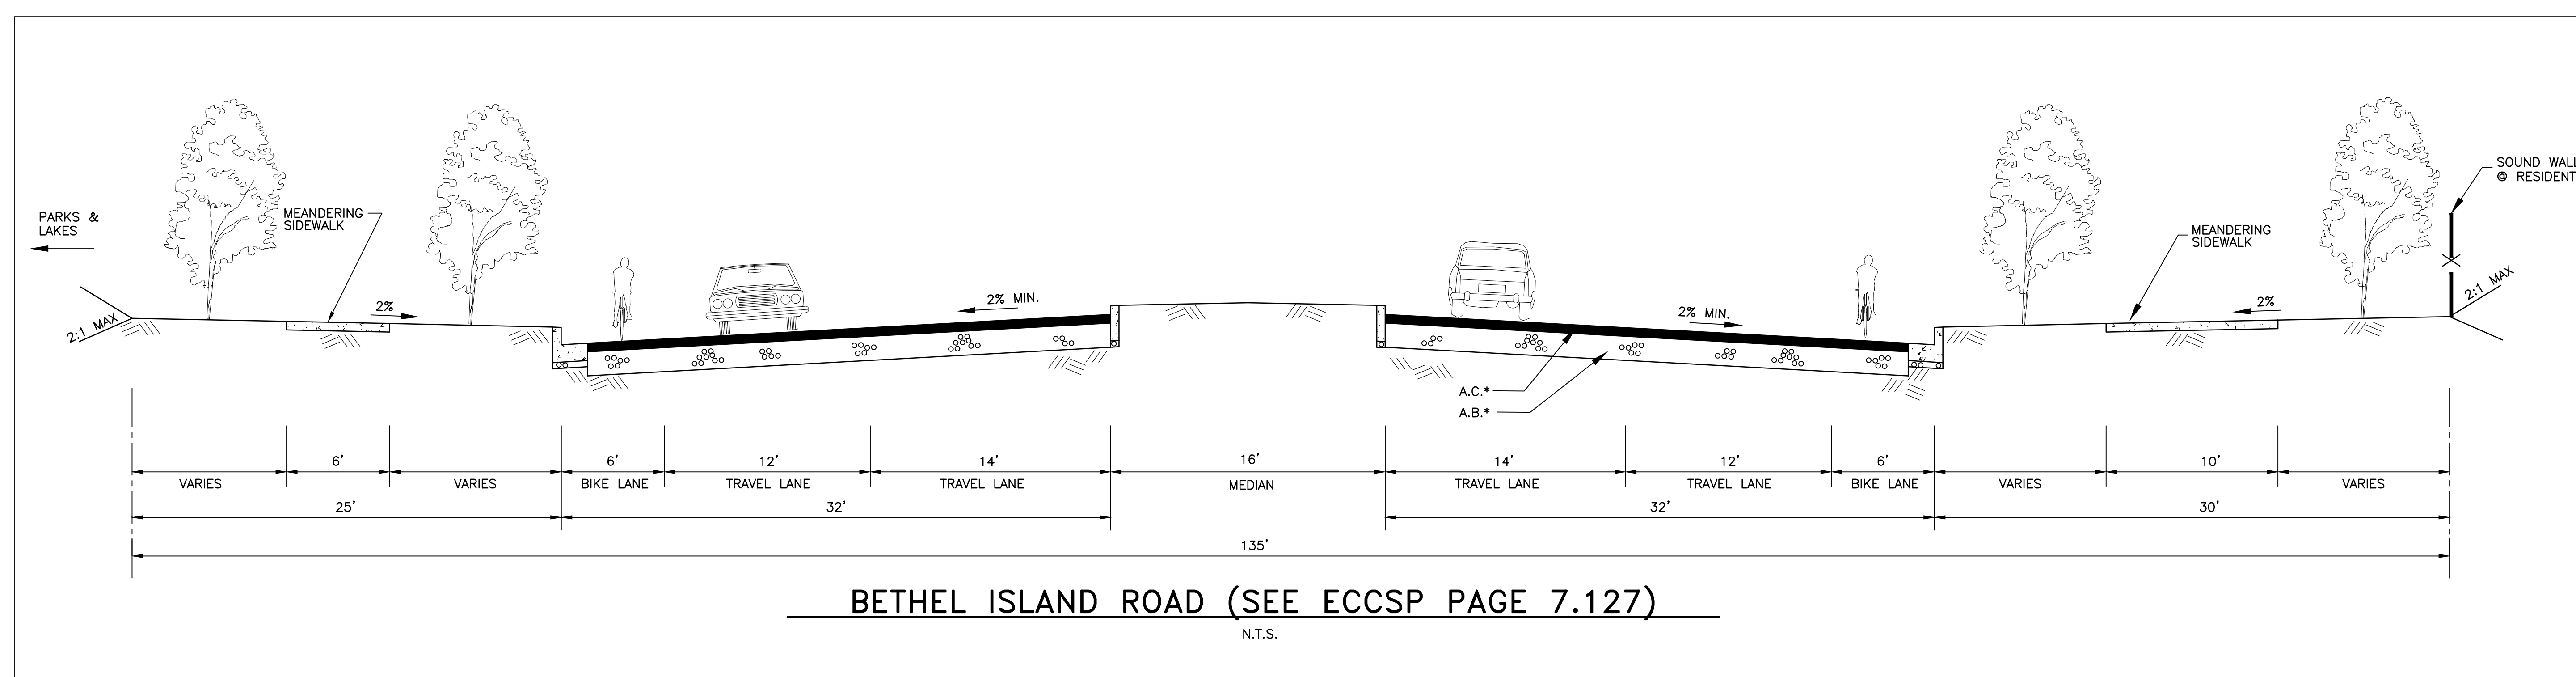 PARKS &
LAKES
MEANDERING
SIDEWALK
2:1 MAX
2%
2% MIN.
2% MIN.
MEANDERING
SIDEWALK
2%
SOUND WALL
@ RESIDENT
2:1 MAX
A.C.*
A.B.*
6' 6' 12' 14' 16' 14' 12' 6' 10'
VARIES VARIES BIKE LANE TRAVEL LANE TRAVEL LANE MEDIAN TRAVEL LANE TRAVEL LANE BIKE LANE VARIES VARIES
25' 32' 32' 30'
135'
BETHEL ISLAND ROAD (SEE ECCSP PAGE 7.127)
N.T.S.